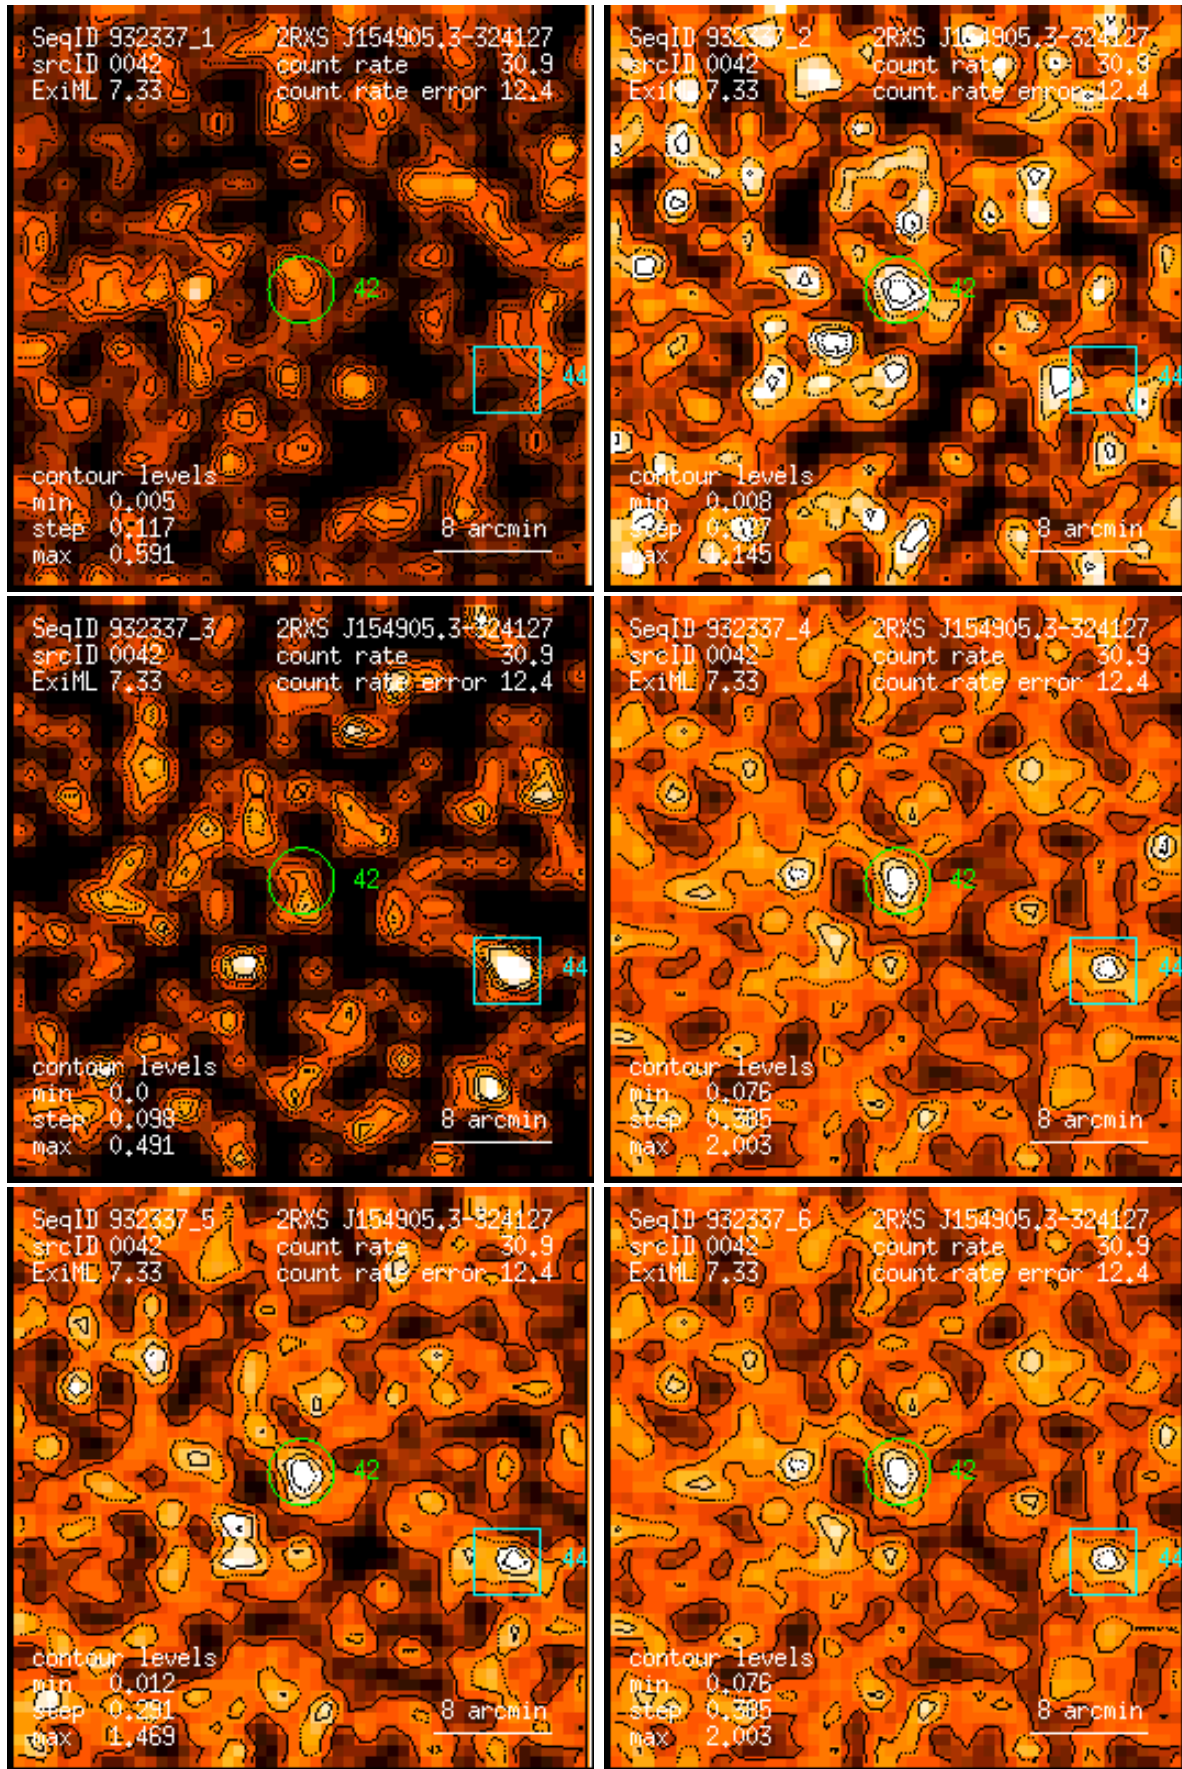 SeqID 932337_1 2RXS J154905.3-324127
srcID 0042 count rate 30.9
ExiML 7.33 count rate error 12.4
42
44
contour levels
min 0.005
step 0.117
max 0.591
8 arcmin
SeqID 932337_2 2RXS J154905.3-324127
srcID 0042 count rate 30.9
ExiML 7.33 count rate error 12.4
42
44
contour levels
min 0.008
step
max 1.145
8 arcmin
SeqID 932337_3 2RXS J154905.3-324127
srcID 0042 count rate 30.9
ExiML 7.33 count rate error 12.4
42
44
contour levels
min 0.0
step 0.098
max 0.491
8 arcmin
SeqID 932337_4 2RXS J154905.3-324127
srcID 0042 count rate 30.9
ExiML 7.33 count rate error 12.4
42
44
contour levels
min 0.076
step 0.385
max 2.003
8 arcmin
SeqID 932337_5 2RXS J154905.3-324127
srcID 0042 count rate 30.9
ExiML 7.33 count rate error 12.4
42
44
contour levels
min 0.012
step 0.291
max 1.469
8 arcmin
SeqID 932337_6 2RXS J154905.3-324127
srcID 0042 count rate 30.9
ExiML 7.33 count rate error 12.4
42
44
contour levels
min 0.076
step 0.385
max 2.003
8 arcmin